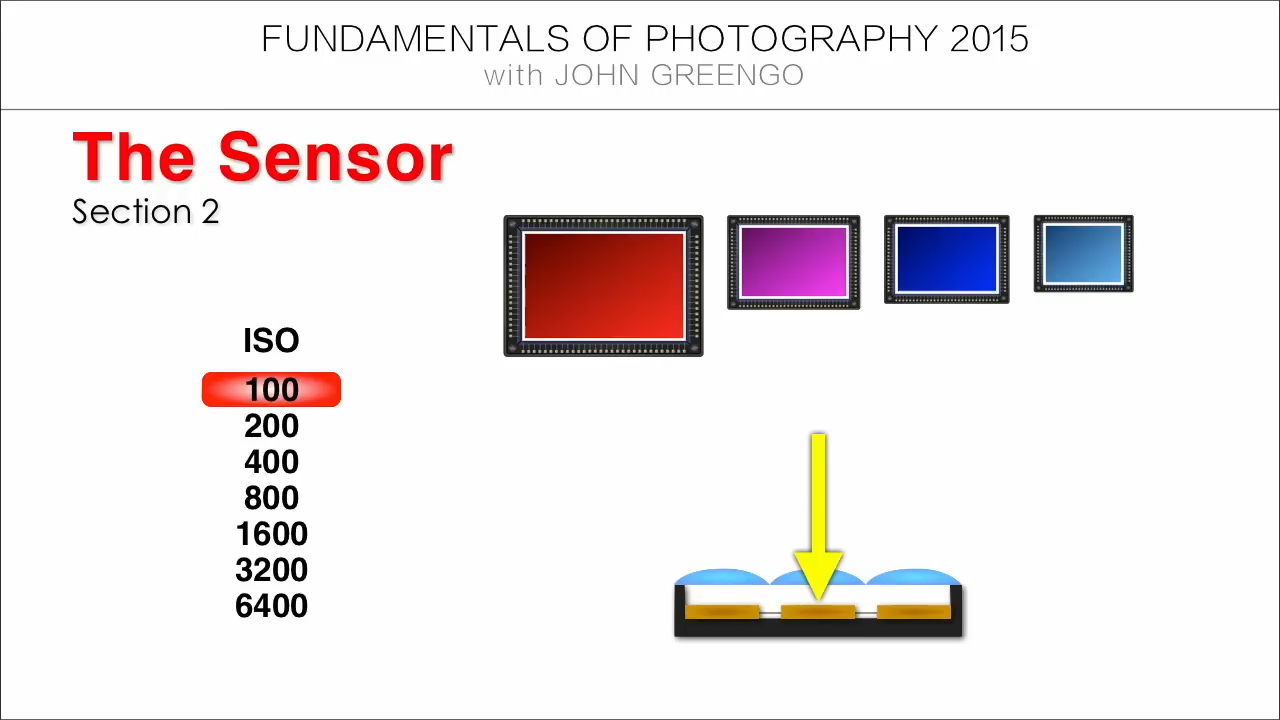 FUNDAMENTALS OF PHOTOGRAPHY 2015
with JOHN GREENGO
The Sensor
Section 2
ISO
100
200
400
800
1600
3200
6400